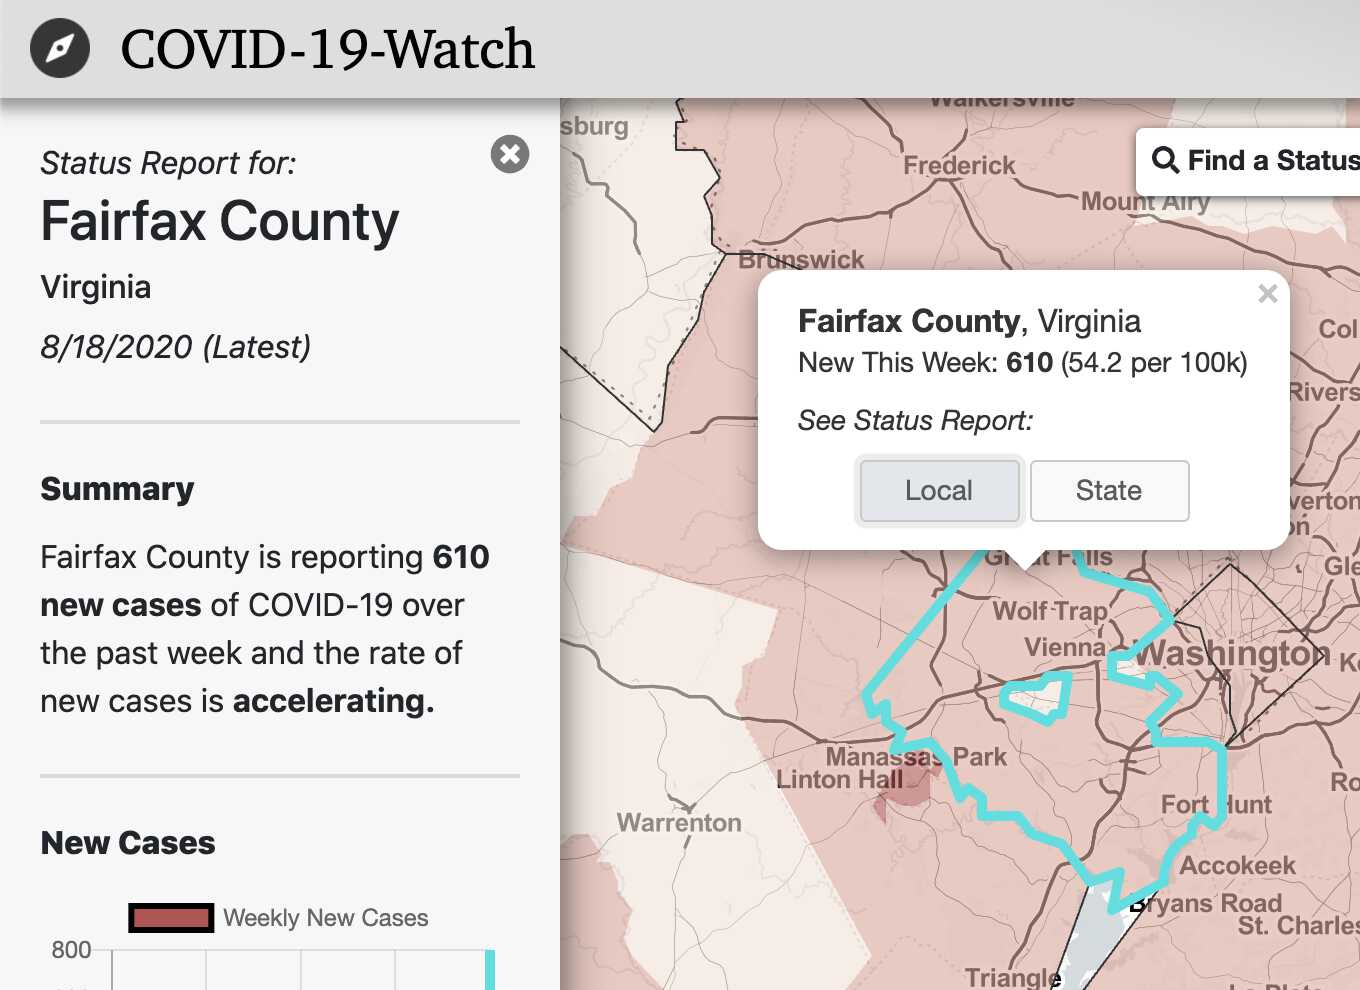 COVID-19-Watch
Status Report for:
Fairfax County
Virginia
8/18/2020 (Latest)
Summary
Fairfax County is reporting 610
new cases of COVID-19 over
the past week and the rate of
new cases is accelerating.
New Cases
Weekly New Cases
800
Walkersville
sburg
Frederick
Find a Status
Mount Airy
Brunswick
Fairfax County, Virginia
New This Week: 610 (54.2 per 100k)
See Status Report:
Local
State
Col
Rivers
verton
Great Falls
Gle
Wolf Trap
Vienna
Washington
Manassas Park
Linton Hall
Ro
Fort Hunt
Warrenton
Accokeek
Bryans Road
St. Charles
Triangle